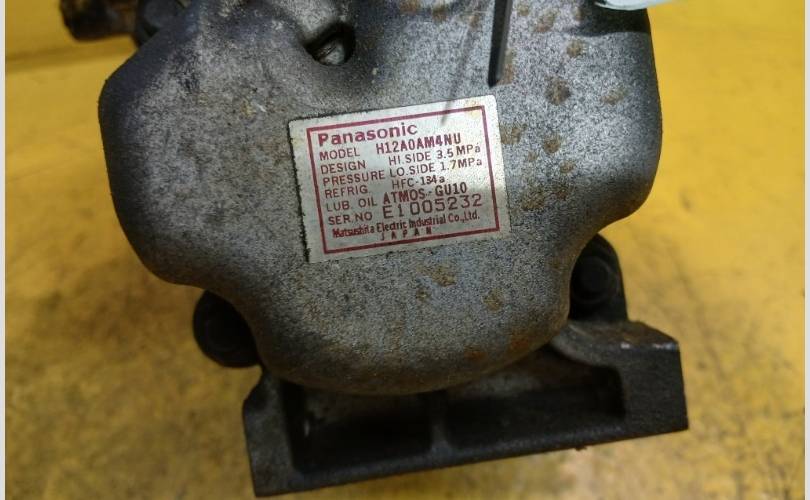 Panasonic
MODEL H12A0AM4NU
DESIGN HI.SIDE 3.5 MPa
PRESSURE LO.SIDE 1.7MPa
REFRIG. HFC-134a
LUB. OIL ATMOS.-GU10
SER.NO E1005232
Matsushita Electric Industrial Co.,Ltd.
JAPAN